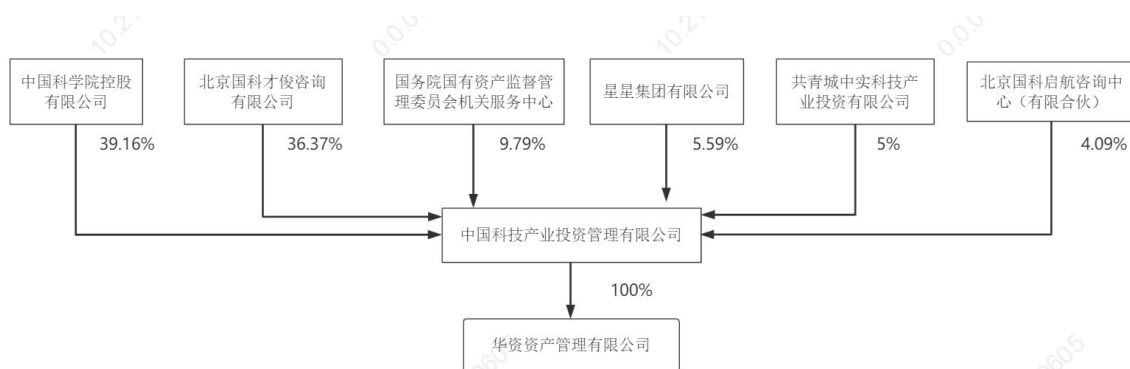 中国科学院控股
有限公司
北京国科才俊咨询
有限公司
国务院国有资产监督管
理委员会机关服务中心
星星集团有限公司
共青城中实科技产
业投资有限公司
北京国科启航咨询中
心（有限合伙）
39.16%
36.37%
9.79%
5.59%
5%
4.09%
中国科技产业投资管理有限公司
100%
华资资产管理有限公司